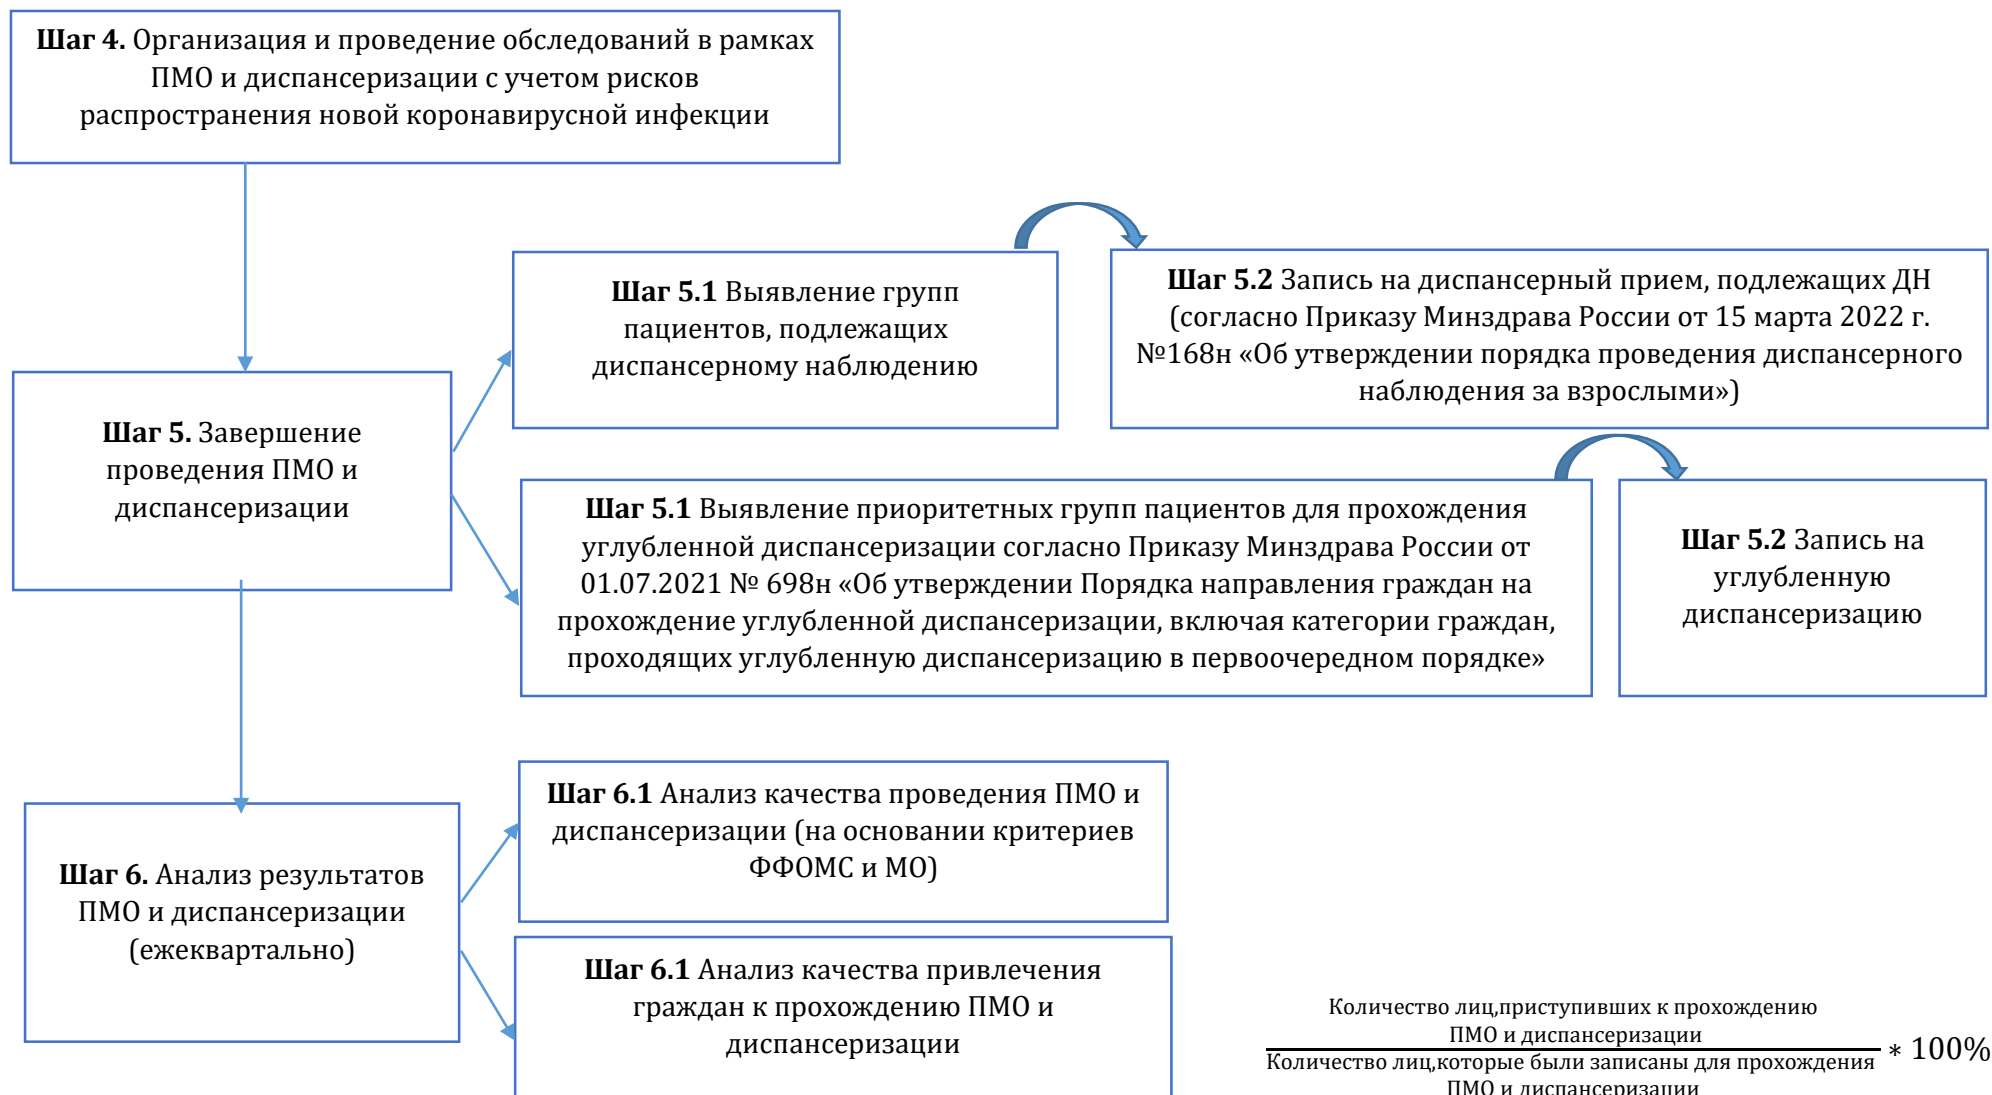 Шаг 4. Организация и проведение обследований в рамках
ПМО и диспансеризации с учетом рисков
распространения новой коронавирусной инфекции
Шаг 5.1 Выявление групп
пациентов, подлежащих
диспансерному наблюдению
Шаг 5.2 Запись на диспансерный прием, подлежащих ДН
(согласно Приказу Минздрава России от 15 марта 2022 г.
№168н «Об утверждении порядка проведения диспансерного
наблюдения за взрослыми»)
Шаг 5. Завершение
проведения ПМО и
диспансеризации
Шаг 5.1 Выявление приоритетных групп пациентов для прохождения
углубленной диспансеризации согласно Приказу Минздрава России от
01.07.2021 № 698н «Об утверждении Порядка направления граждан на
прохождение углубленной диспансеризации, включая категории граждан,
проходящих углубленную диспансеризацию в первоочередном порядке»
Шаг 5.2 Запись на
углубленную
диспансеризацию
Шаг 6. Анализ результатов
ПМО и диспансеризации
(ежеквартально)
Шаг 6.1 Анализ качества проведения ПМО и
диспансеризации (на основании критериев
ФФОМС и МО)
Шаг 6.1 Анализ качества привлечения
граждан к прохождению ПМО и
диспансеризации
Количество лиц,приступивших к прохождению
ПМО и диспансеризации
Количество лиц,которые были записаны для прохождения
ПМО и диспансеризации
* 100%